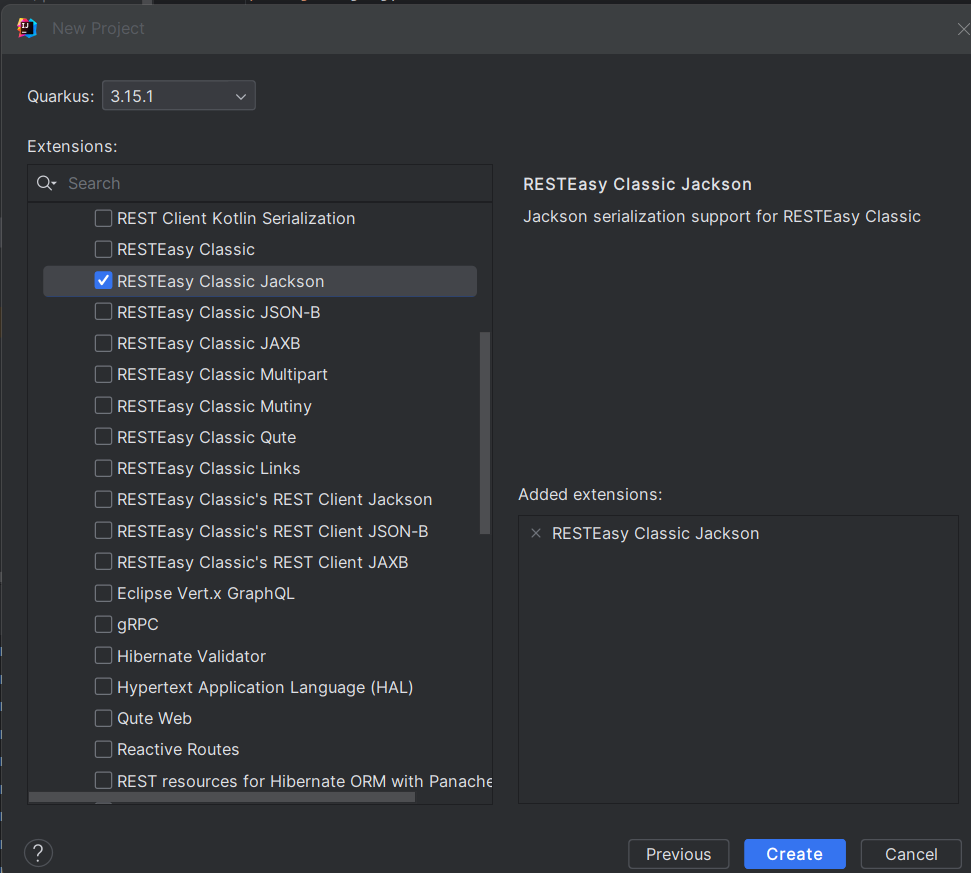 New Project
Quarkus: 3.15.1
Extensions:
Search
REST Client Kotlin Serialization
RESTEasy Classic
RESTEasy Classic Jackson
RESTEasy Classic JSON-B
RESTEasy Classic JAXB
RESTEasy Classic Multipart
RESTEasy Classic Mutiny
RESTEasy Classic Qute
RESTEasy Classic Links
RESTEasy Classic's REST Client Jackson
RESTEasy Classic's REST Client JSON-B
RESTEasy Classic's REST Client JAXB
Eclipse Vert.x GraphQL
gRPC
Hibernate Validator
Hypertext Application Language (HAL)
Qute Web
Reactive Routes
REST resources for Hibernate ORM with Panache
RESTEasy Classic Jackson
Jackson serialization support for RESTEasy Classic
Added extensions:
RESTEasy Classic Jackson
?
Previous
Create
Cancel